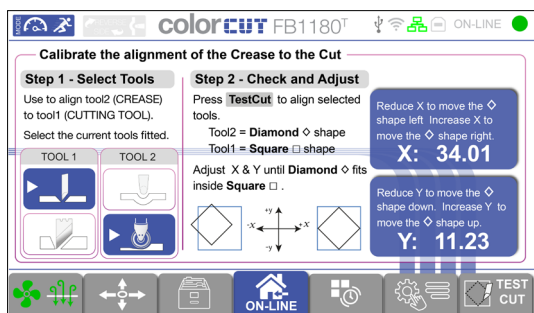 MODE
colorCUT FB1180T
ON-LINE
Calibrate the alignment of the Crease to the Cut
Step 1 - Select Tools
Use to align tool2 (CREASE)
to tool1 (CUTTING TOOL).
Select the current tools fitted.
TOOL 1
TOOL 2
Step 2 - Check and Adjust
Press TestCut to align selected
tools.
Tool2 = Diamond ◇ shape
Tool1 = Square □ shape
Adjust X & Y until Diamond ◇ fits
inside Square □ .
+y
-x
+x
-y
Reduce X to move the ◇
shape left. Increase X to
move the ◇ shape right.
X: 34.01
Reduce Y to move the ◇
shape down. Increase Y to
move the ◇ shape up.
Y: 11.23
ON-LINE
TEST
CUT